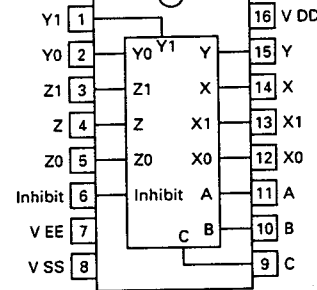 Y1 1 16 V DD
Y1
Y0 2 Y0 Y 15 Y
Z1 3 Z1 X 14 X
Z 4 Z X1 13 X1
Z0 5 Z0 X0 12 X0
Inhibit 6 Inhibit A 11 A
V EE 7 B 10 B
V SS 8 C 9 C